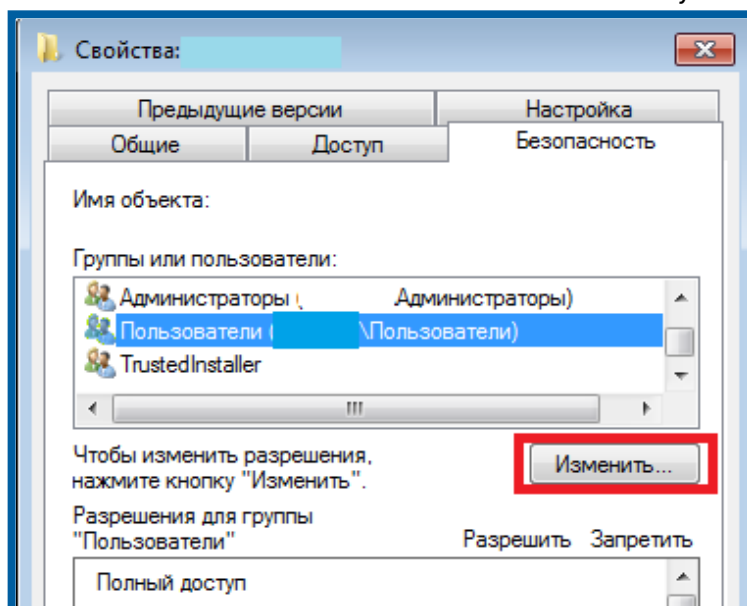 Свойства:
Предыдущие версии Настройка
Общие Доступ Безопасность
Имя объекта:
Группы или пользователи:
Администраторы ( Администраторы)
Пользователи ( \Пользователи)
TrustedInstaller
Чтобы изменить разрешения, нажмите кнопку "Изменить".
Изменить...
Разрешения для группы "Пользователи"
Разрешить Запретить
Полный доступ